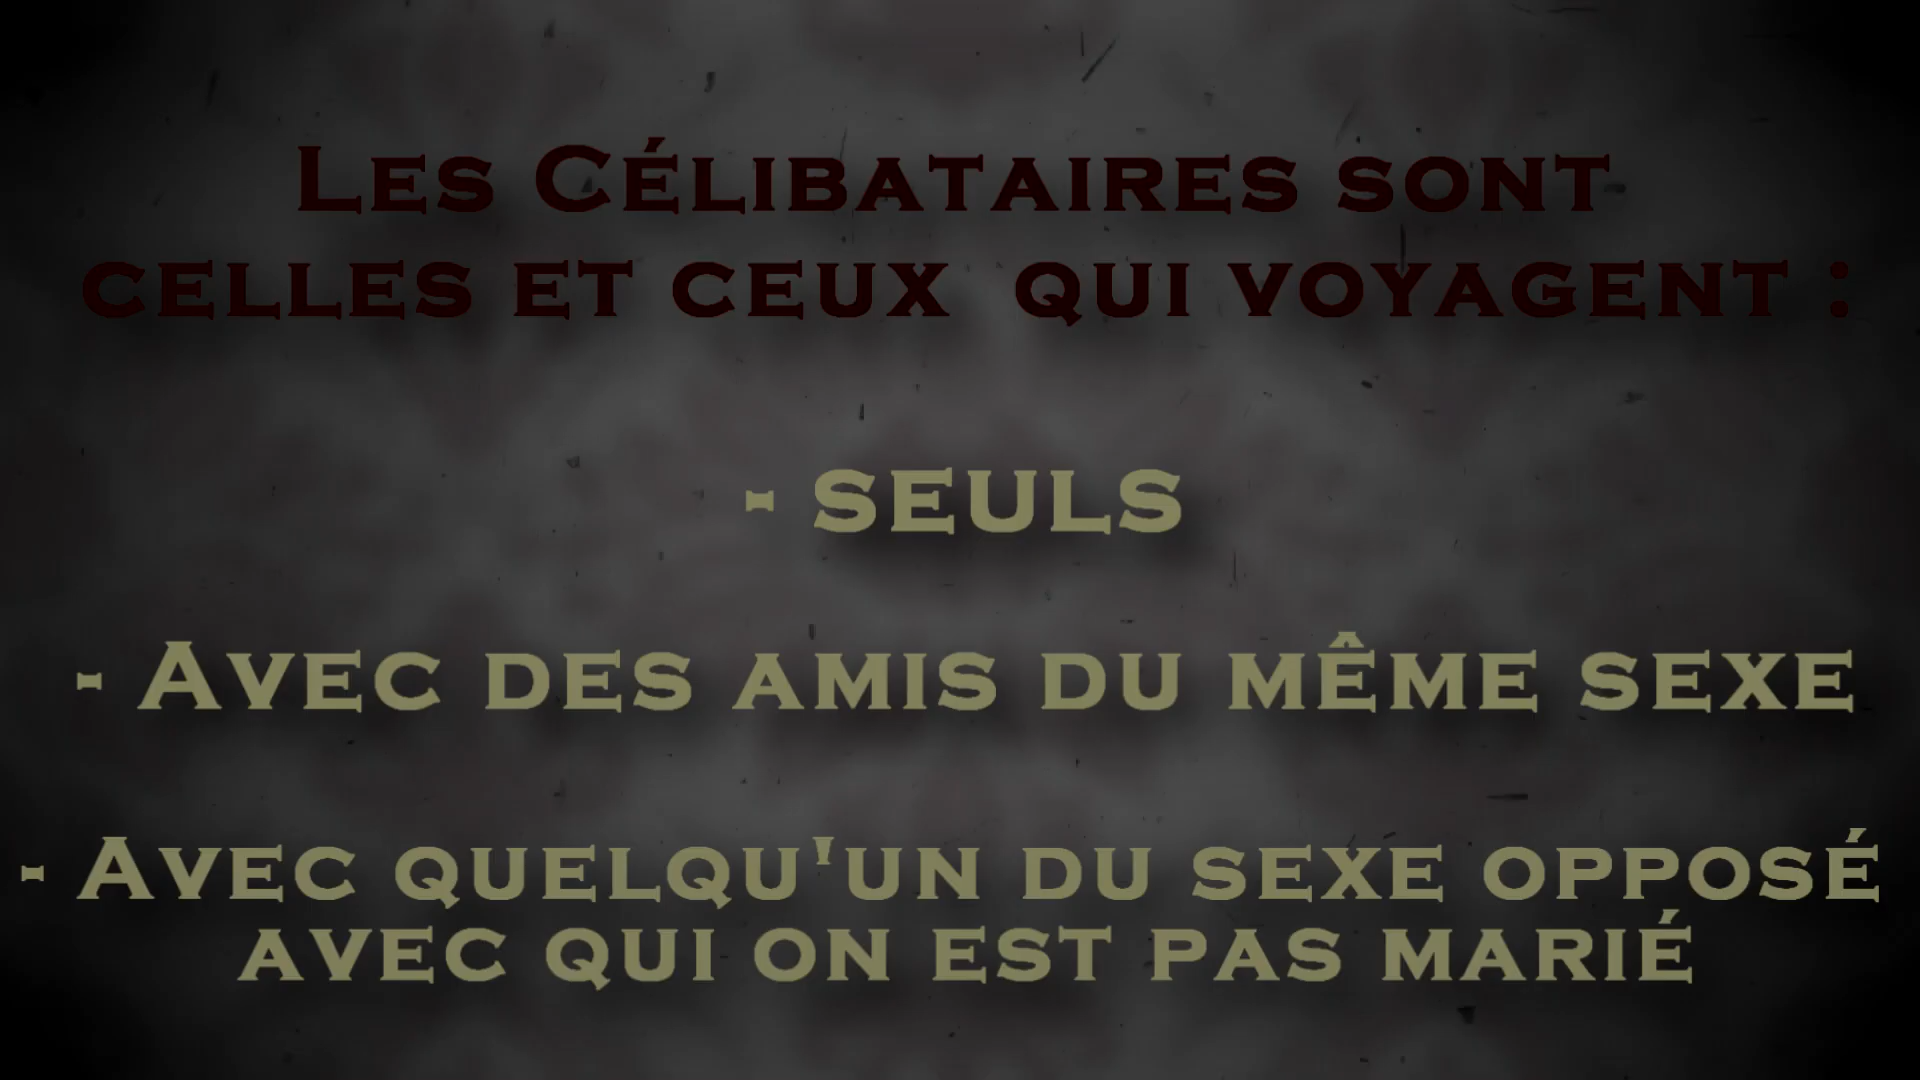 Les Célibataires sont
celles et ceux qui voyagent :
- seuls
- Avec des amis du même sexe
- Avec quelqu'un du sexe opposé
avec qui on est pas marié